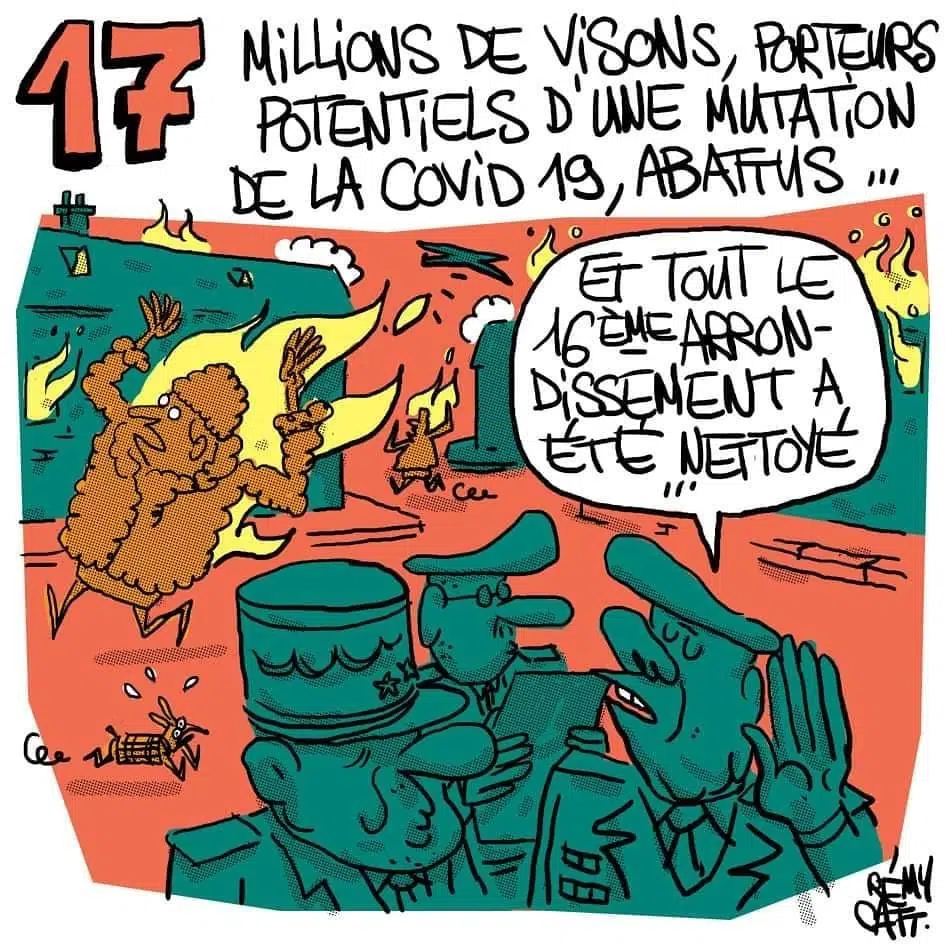 17 MILLIONS DE VISONS, PORTEURS
POTENTIELS D'UNE MUTATION
DE LA COVID 19, ABATTUS ...
ET TOUT LE
16ÈME ARRON-
DISSEMENT A
ÉTÉ NETTOYÉ
...
RÉMY
CATT.